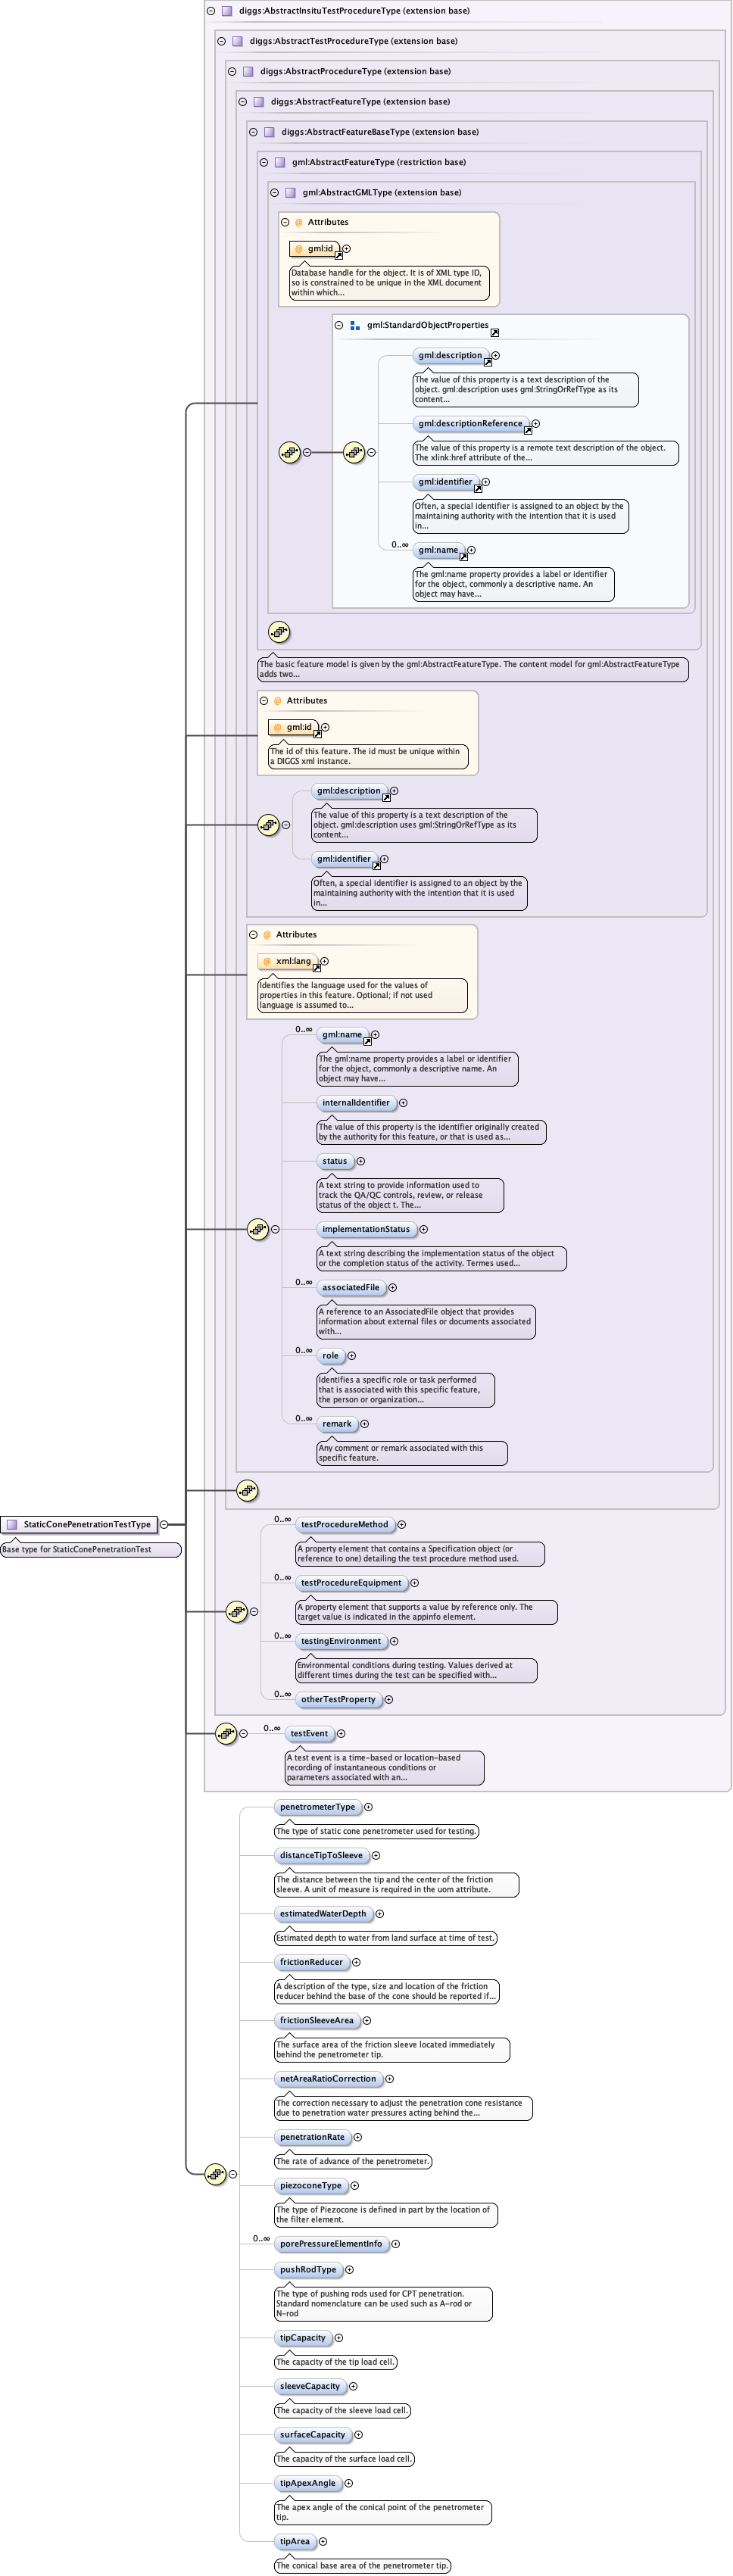 diggs:AbstractInsituTestProcedureType (extension base)
diggs:AbstractTestProcedureType (extension base)
diggs:AbstractProcedureType (extension base)
diggs:AbstractFeatureType (extension base)
diggs:AbstractFeatureBaseType (extension base)
gml:AbstractFeatureType (restriction base)
gml:AbstractGMLType (extension base)
@ Attributes
@ gml:id
Database handle for the object. It is of XML type ID,
so is constrained to be unique in the XML document
within which...
gml:StandardObjectProperties
gml:description
The value of this property is a text description of the
object. gml:description uses gml:StringOrRefType as its
content...
gml:descriptionReference
The value of this property is a remote text description of the object.
The xlink:href attribute of the...
gml:identifier
Often, a special identifier is assigned to an object by the
maintaining authority with the intention that it is used
in...
0..∞
gml:name
The gml:name property provides a label or identifier
for the object, commonly a descriptive name. An
object may have...
The basic feature model is given by the gml:AbstractFeatureType. The content model for gml:AbstractFeatureType
adds two...
@ Attributes
@ gml:id
The id of this feature. The id must be unique within
a DIGGS xml instance.
gml:description
The value of this property is a text description of the
object. gml:description uses gml:StringOrRefType as its
content...
gml:identifier
Often, a special identifier is assigned to an object by the
maintaining authority with the intention that it is used
in...
@ Attributes
@ xml:lang
Identifies the language used for the values of
properties in this feature. Optional; if not used
language is assumed to...
0..∞
gml:name
The gml:name property provides a label or identifier
for the object, commonly a descriptive name. An
object may have...
internalIdentifier
The value of this property is the identifier originally created
by the authority for this feature, or that is used as...
status
A text string to provide information used to
track the QA/QC controls, review, or release
status of the object t. The...
implementationStatus
A text string describing the implementation status of the object
or the completion status of the activity. Termes used...
0..∞
associatedFile
A reference to an AssociatedFile object that provides
information about external files or documents associated
with...
0..∞
role
Identifies a specific role or task performed
that is associated with this specific feature,
the person or organization...
0..∞
remark
Any comment or remark associated with this
specific feature.
StaticConePenetrationTestType
Base type for StaticConePenetrationTest
0..∞
testProcedureMethod
A property element that contains a Specification object (or
reference to one) detailing the test procedure method used.
0..∞
testProcedureEquipment
A property element that supports a value by reference only. The
target value is indicated in the appinfo element.
0..∞
testingEnvironment
Environmental conditions during testing. Values derived at
different times during the test can be specified with...
0..∞
otherTestProperty
0..∞
testEvent
A test event is a time-based or location-based
recording of instantaneous conditions or
parameters associated with an...
penetrometerType
The type of static cone penetrometer used for testing.
distanceTipToSleeve
The distance between the tip and the center of the friction
sleeve. A unit of measure is required in the uom attribute.
estimatedWaterDepth
Estimated depth to water from land surface at time of test.
frictionReducer
A description of the type, size and location of the friction
reducer behind the base of the cone should be reported if...
frictionSleeveArea
The surface area of the friction sleeve located immediately
behind the penetrometer tip.
netAreaRatioCorrection
The correction necessary to adjust the penetration cone resistance
due to penetration water pressures acting behind the...
penetrationRate
The rate of advance of the penetrometer.
piezoconeType
The type of Piezocone is defined in part by the location of
the filter element.
0..∞
porePressureElementInfo
pushRodType
The type of pushing rods used for CPT penetration.
Standard nomenclature can be used such as A-rod or
N-rod
tipCapacity
The capacity of the tip load cell.
sleeveCapacity
The capacity of the sleeve load cell.
surfaceCapacity
The capacity of the surface load cell.
tipApexAngle
The apex angle of the conical point of the penetrometer
tip.
tipArea
The conical base area of the penetrometer tip.